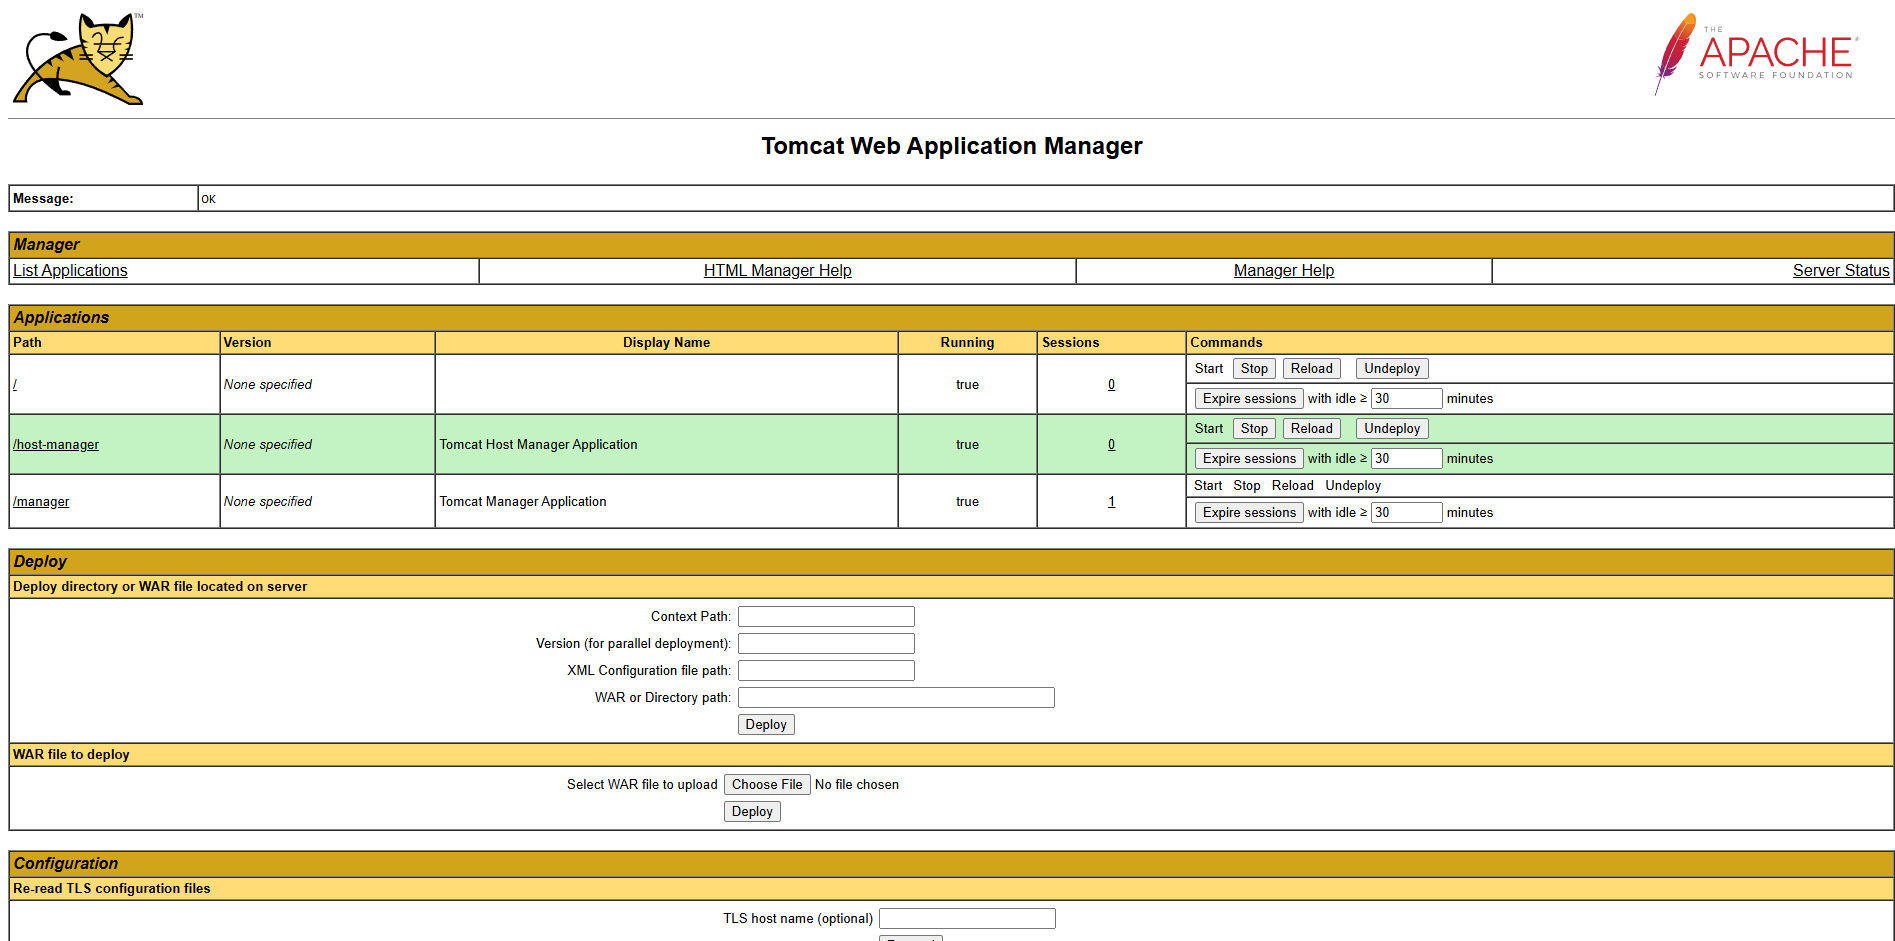 TM
THE
APACHE®
SOFTWARE FOUNDATION
Tomcat Web Application Manager
Message: OK
Manager
List Applications HTML Manager Help Manager Help Server Status
Applications
Path Version Display Name Running Sessions Commands
/ None specified true 0 Start Stop Reload Undeploy
Expire sessions with idle ≥ 30 minutes
/host-manager None specified Tomcat Host Manager Application true 0 Start Stop Reload Undeploy
Expire sessions with idle ≥ 30 minutes
/manager None specified Tomcat Manager Application true 1 Start Stop Reload Undeploy
Expire sessions with idle ≥ 30 minutes
Deploy
Deploy directory or WAR file located on server
Context Path:
Version (for parallel deployment):
XML Configuration file path:
WAR or Directory path:
Deploy
WAR file to deploy
Select WAR file to upload Choose File No file chosen
Deploy
Configuration
Re-read TLS configuration files
TLS host name (optional)